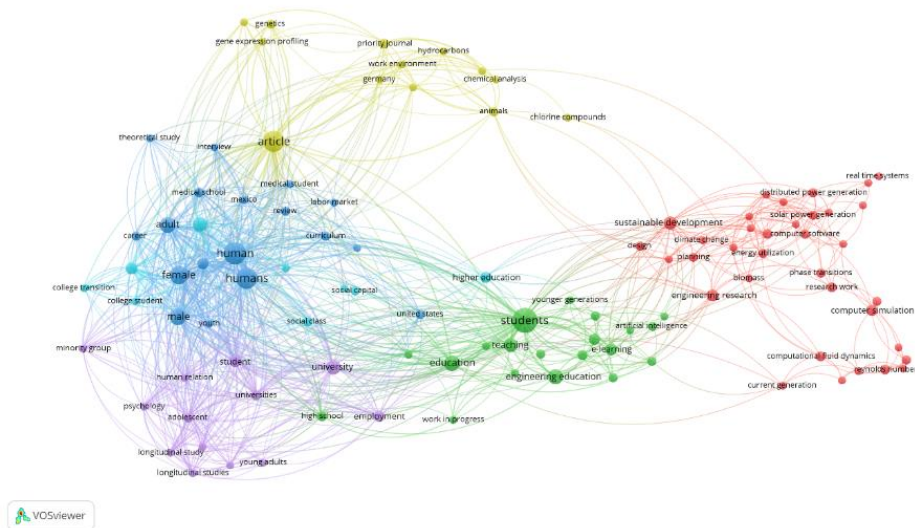 genetics
gene expression profiling
priority journal
hydrocarbons
work environment
germany
chemical analysis
animals
chlorine compounds
article
theoretical study
interview
medical student
medical school
mexico
labor market
review
adult
career
curriculum
human
humans
female
college transition
college student
social capital
higher education
male
youth
social class
united states
younger generations
students
artificial intelligence
teaching
e-learning
education
engineering education
minority group
student
university
human relation
universities
psychology
adolescent
high school
employment
work in progress
longitudinal study
young adults
longitudinal studies
real time systems
distributed power generation
sustainable development
solar power generation
design
climate change
computer software
planning
energy utilization
biomass
phase transitions
engineering research
research work
computer simulation
computational fluid dynamics
reynolds number
current generation
VOSviewer